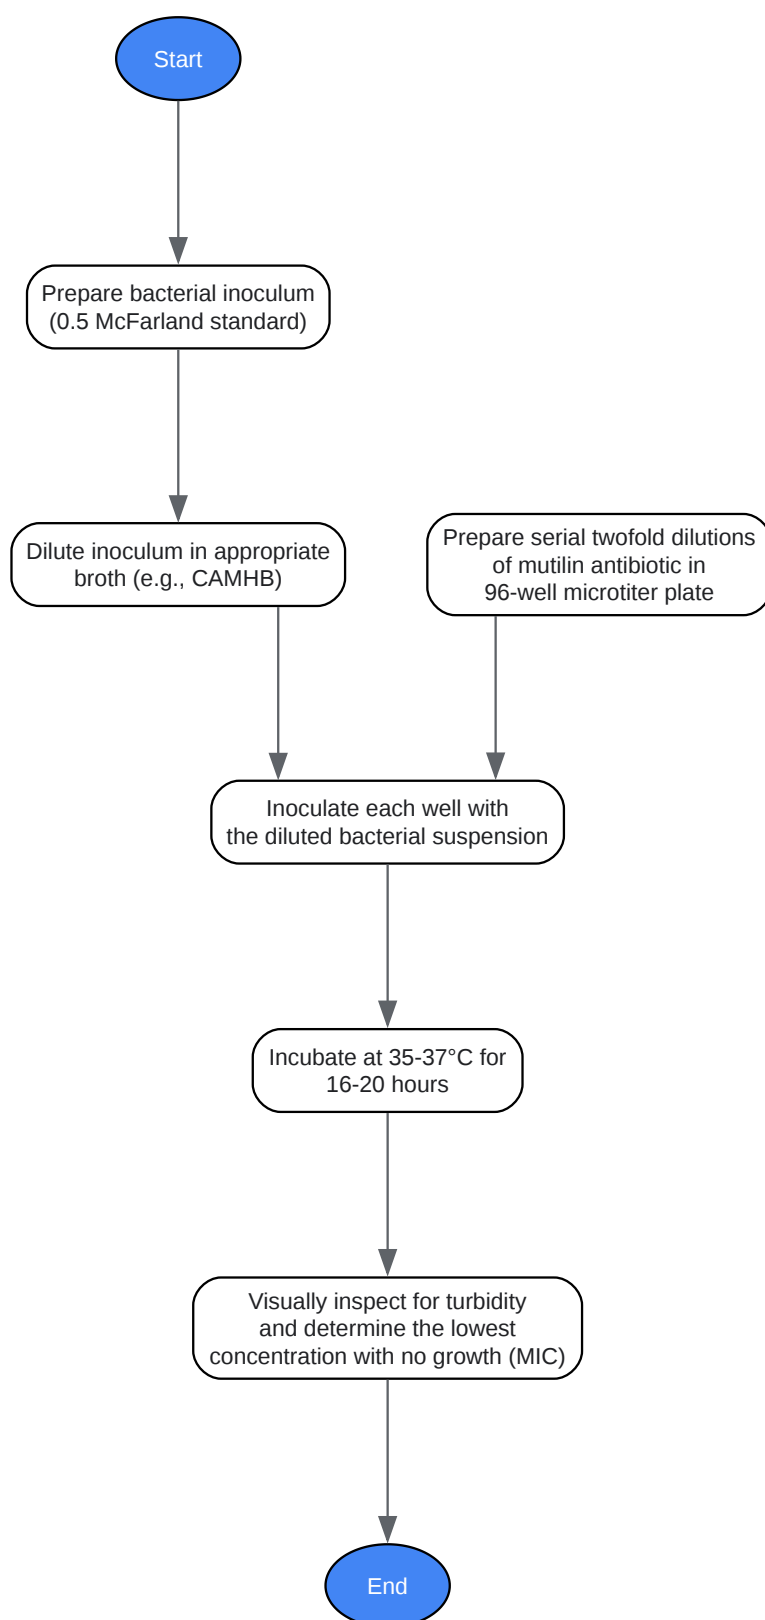 Start
Prepare bacterial inoculum
(0.5 McFarland standard)
Dilute inoculum in appropriate
broth (e.g., CAMHB)
Prepare serial twofold dilutions
of mutilin antibiotic in
96-well microtiter plate
Inoculate each well with
the diluted bacterial suspension
Incubate at 35-37°C for
16-20 hours
Visually inspect for turbidity
and determine the lowest
concentration with no growth (MIC)
End